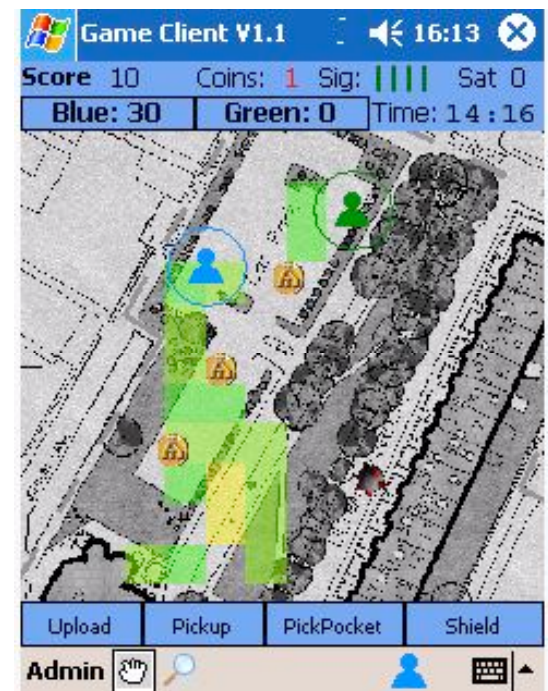 Game Client V1.1 16:13
Score 10 Coins: 1 Sig: Sat 0
Blue: 30 Green: 0 Time: 14:16
Upload Pickup PickPocket Shield
Admin